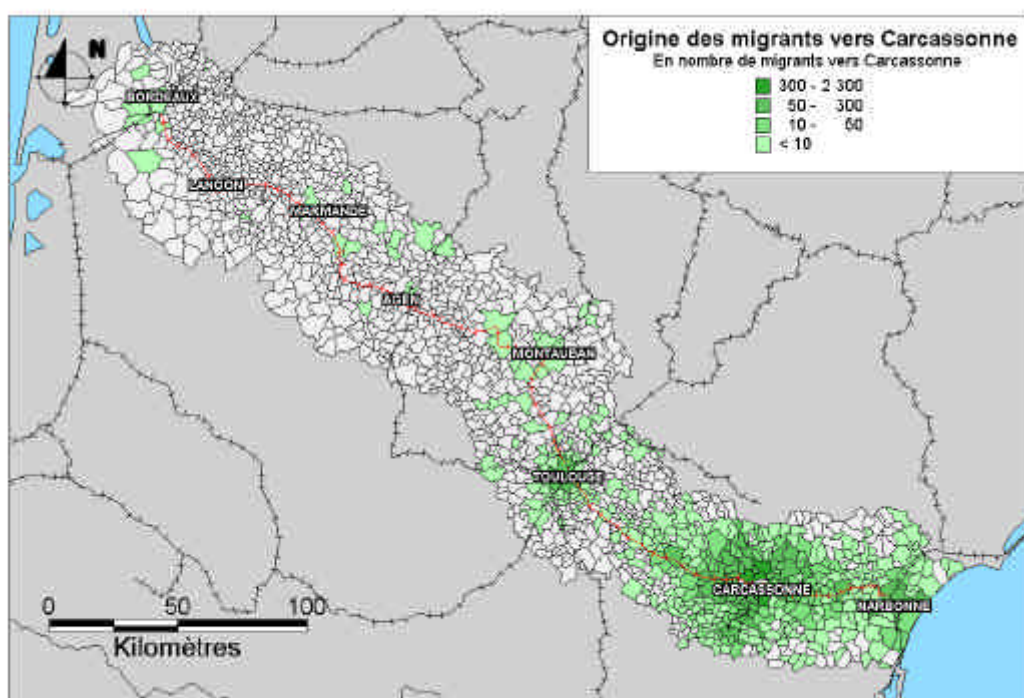 Origine des migrants vers Carcassonne
En nombre de migrants vers Carcassonne
300 - 2 300
50 - 300
10 - 50
< 10
N
BORDEAUX
LANGON
MARMANDE
AGEN
MONTAUBAN
TOULOUSE
CARCASSONNE
NARBONNE
0 50 100
Kilomètres